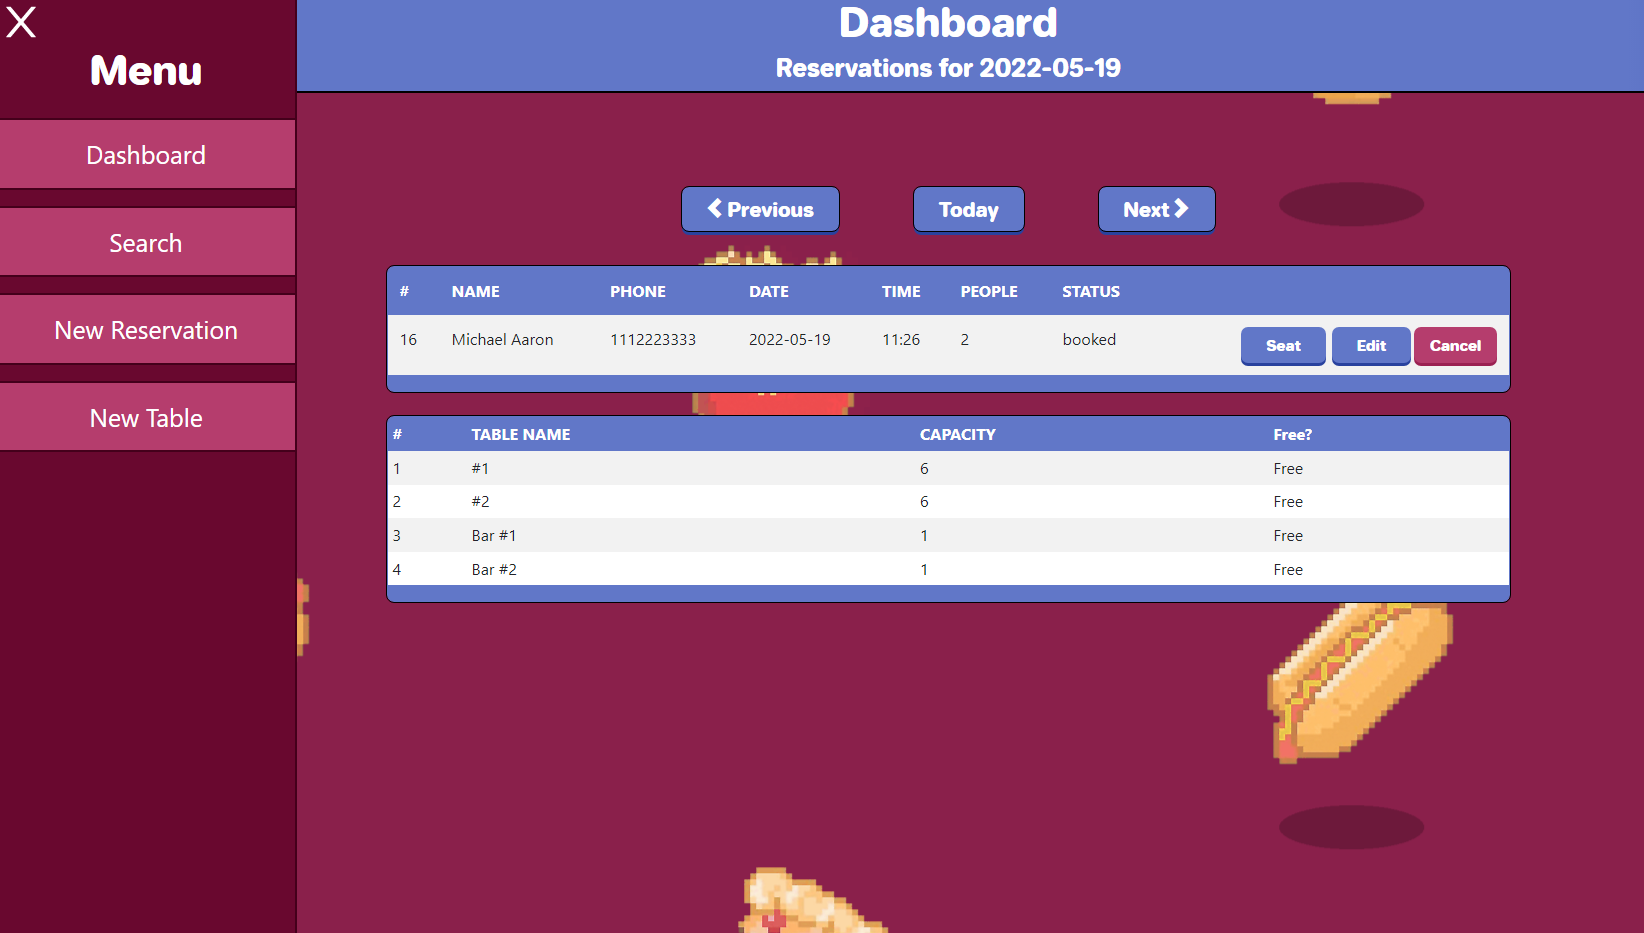 X
Menu
Dashboard
Search
New Reservation
New Table
Dashboard
Reservations for 2022-05-19
Previous Today Next
# NAME PHONE DATE TIME PEOPLE STATUS
16 Michael Aaron 1112223333 2022-05-19 11:26 2 booked Seat Edit Cancel
# TABLE NAME CAPACITY Free?
1 #1 6 Free
2 #2 6 Free
3 Bar #1 1 Free
4 Bar #2 1 Free